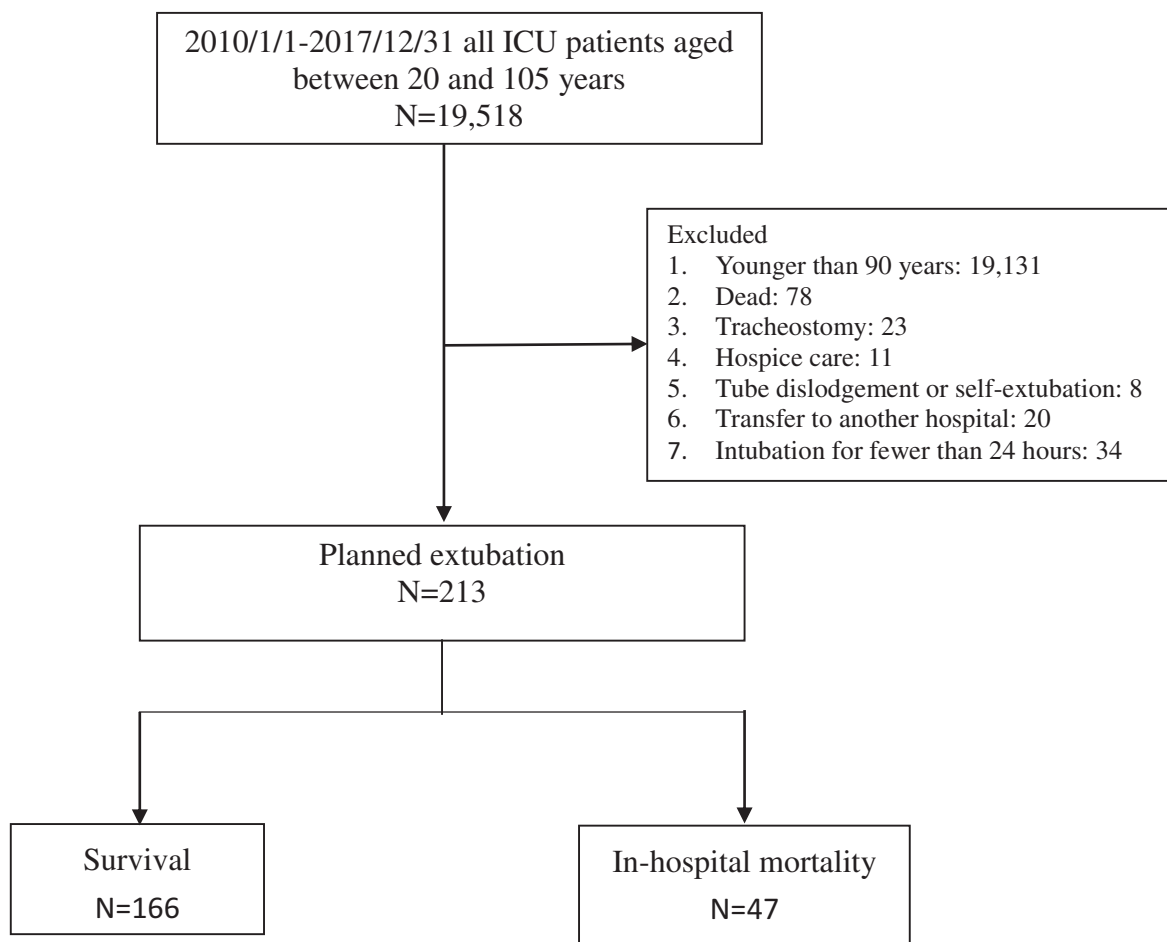 2010/1/1-2017/12/31 all ICU patients aged
between 20 and 105 years
N=19,518
Excluded
1. Younger than 90 years: 19,131
2. Dead: 78
3. Tracheostomy: 23
4. Hospice care: 11
5. Tube dislodgement or self-extubation: 8
6. Transfer to another hospital: 20
7. Intubation for fewer than 24 hours: 34
Planned extubation
N=213
Survival
N=166
In-hospital mortality
N=47